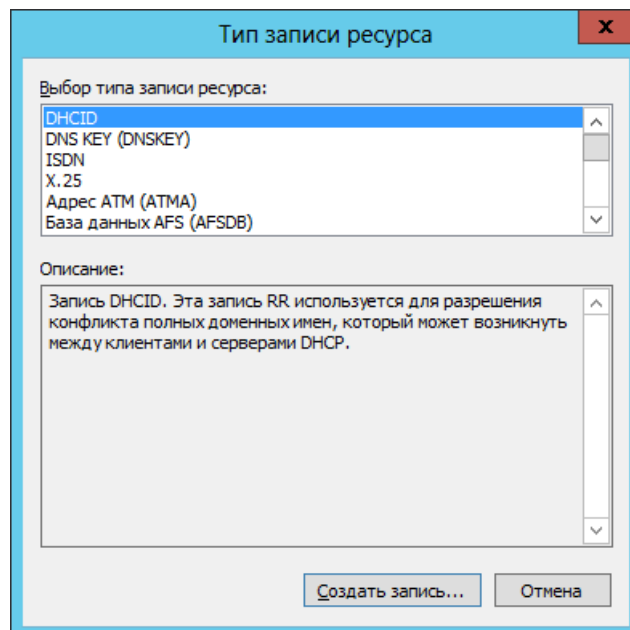 Тип записи ресурса
x
Выбор типа записи ресурса:
DHCID
DNS KEY (DNSKEY)
ISDN
X.25
Адрес ATM (ATMA)
База данных AFS (AFSDB)
Описание:
Запись DHCID. Эта запись RR используется для разрешения
конфликта полных доменных имен, который может возникнуть
между клиентами и серверами DHCP.
Создать запись...
Отмена